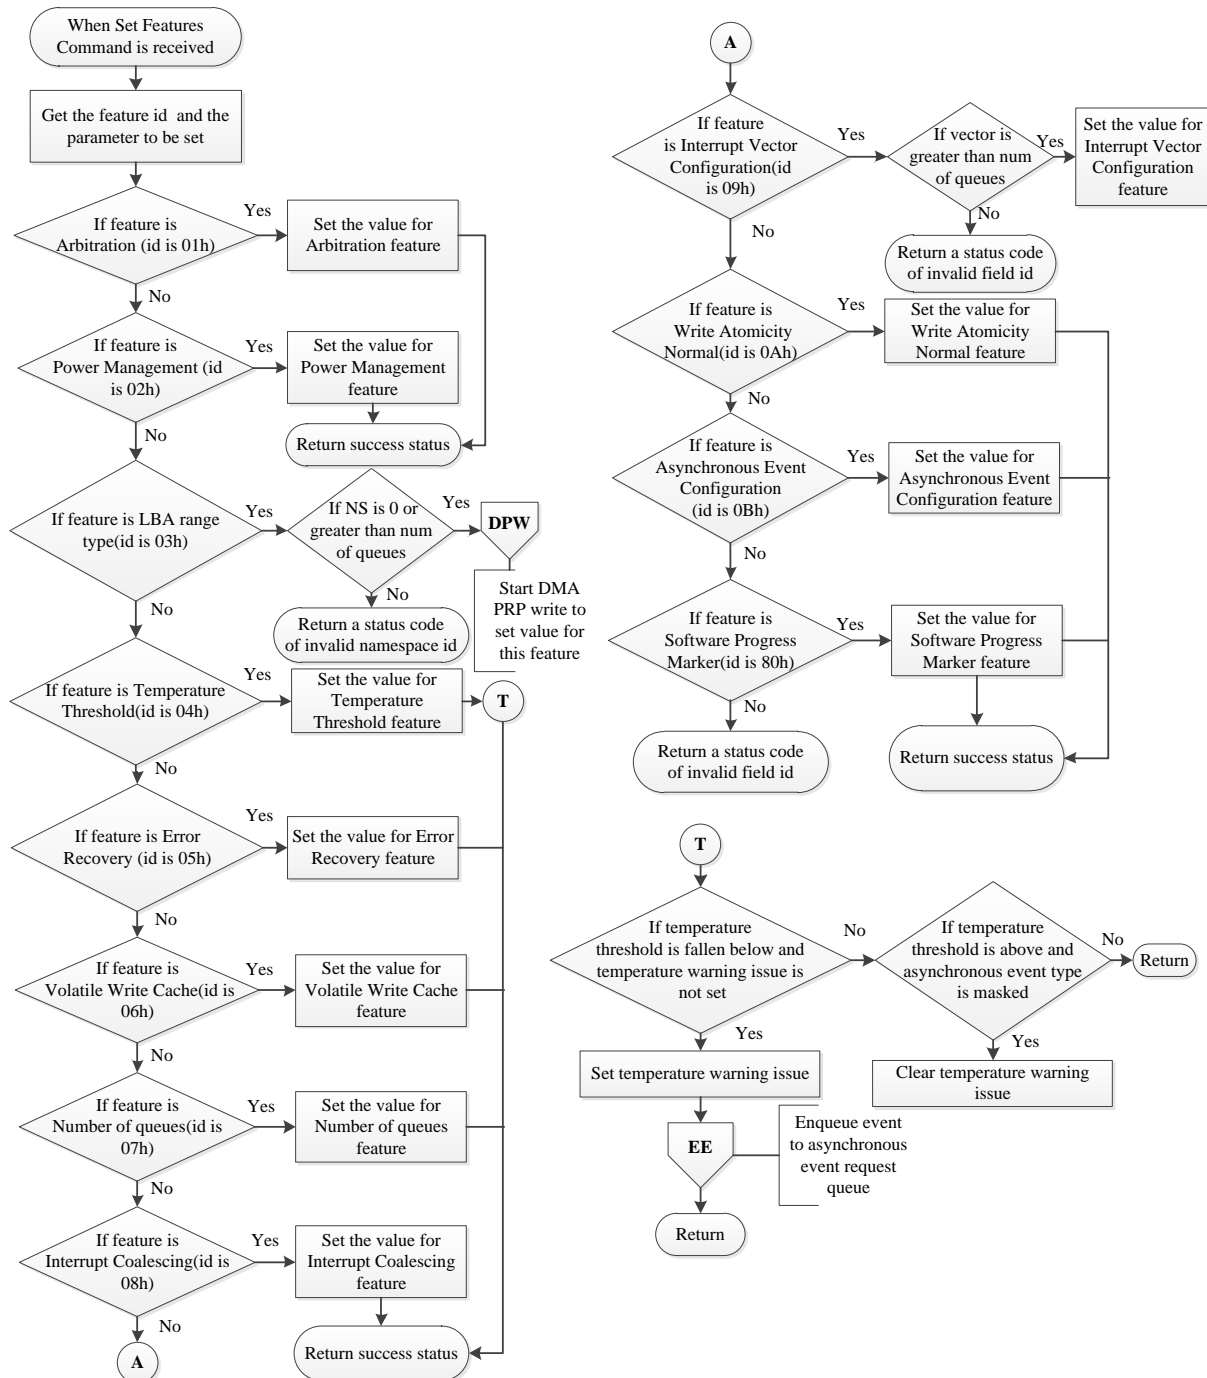 When Set Features
Command is received
Get the feature id and the
parameter to be set
If feature is
Arbitration (id is 01h)
Yes
Set the value for
Arbitration feature
No
If feature is
Power Management (id
is 02h)
Yes
Set the value for
Power Management
feature
Return success status
No
If feature is LBA range
type(id is 03h)
Yes
If NS is 0 or
greater than num
of queues
Yes
DPW
Start DMA
PRP write to
set value for
this feature
No
Return a status code
of invalid namespace id
No
If feature is Temperature
Threshold(id is 04h)
Yes
Set the value for
Temperature
Threshold feature
T
No
If feature is Error
Recovery (id is 05h)
Yes
Set the value for Error
Recovery feature
No
If feature is
Volatile Write Cache(id is
06h)
Yes
Set the value for
Volatile Write Cache
feature
No
If feature is
Number of queues(id is
07h)
Yes
Set the value for
Number of queues
feature
No
If feature is
Interrupt Coalescing(id is
08h)
Yes
Set the value for
Interrupt Coalescing
feature
No
A
Return success status
A
If feature
is Interrupt Vector
Configuration(id
is 09h)
Yes
If vector is
greater than num
of queues
Yes
Set the value for
Interrupt Vector
Configuration
feature
No
Return a status code
of invalid field id
No
If feature is
Write Atomicity
Normal(id is 0Ah)
Yes
Set the value for
Write Atomicity
Normal feature
No
If feature is
Asynchronous Event
Configuration
(id is 0Bh)
Yes
Set the value for
Asynchronous Event
Configuration feature
No
If feature is
Software Progress
Marker(id is 80h)
Yes
Set the value for
Software Progress
Marker feature
No
Return a status code
of invalid field id
Return success status
T
If temperature
threshold is fallen below and
temperature warning issue is
not set
No
If temperature
threshold is above and
asynchronous event type
is masked
No
Return
Yes
Set temperature warning issue
Yes
Clear temperature warning
issue
EE
Enqueue event
to asynchronous
event request
queue
Return